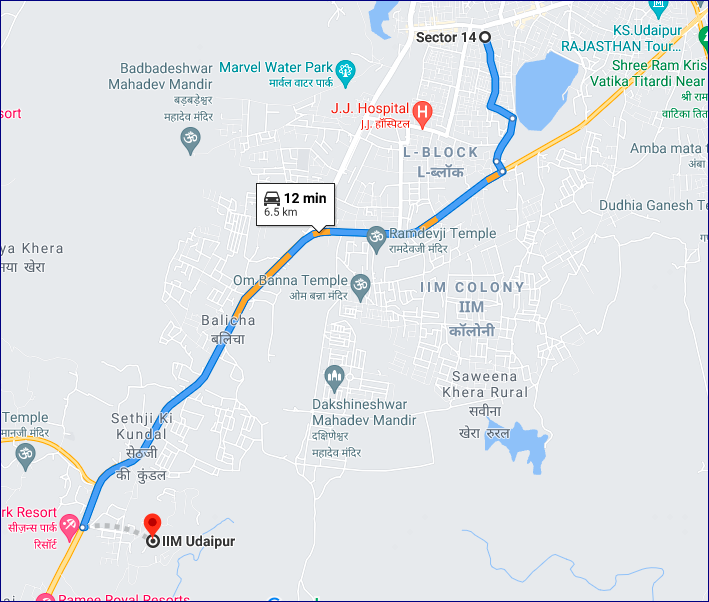 Sector 14
KS.Udaipur
RAJASTHAN Tour...
Shree Ram Kris
Vatika Titardi Near
श्री राम
वाटिका तित
Badbadeshwar
Mahadev Mandir
बड़बड़ेश्वर
महादेव मंदिर
Marvel Water Park
मार्वल वाटर पार्क
sort
J.J. Hospital
J.J. हॉस्पिटल
L-BLOCK
L-ब्लॉक
Amba mata t
अंबा
12 min
6.5 km
Dudhia Ganesh Te
ya Khera
नया खेरा
Ramdevji Temple
रामदेवजी मंदिर
Om Banna Temple
ओम बन्ना मंदिर
IIM COLONY
IIM
कॉलोनी
Balicha
बलिचा
Saweena
Khera Rural
सवीना
खेरा रुरल
Dakshineshwar
Mahadev Mandir
दक्षिणेश्वर
महादेव मंदिर
Temple
मानजी मंदिर
Sethji Ki
Kundal
सेठजी
की कुंडल
rk Resort
सीज़न्स पार्क
रिसॉर्ट
IIM Udaipur
Ramee Royal Resorts